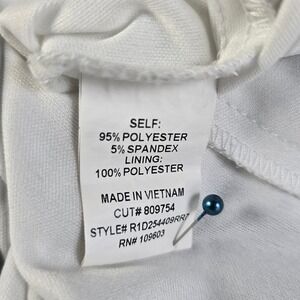 SELF:
95% POLYESTER
5% SPANDEX
LINING:
100% POLYESTER
MADE IN VIETNAM
CUT# 809754
STYLE#
RN# 109603